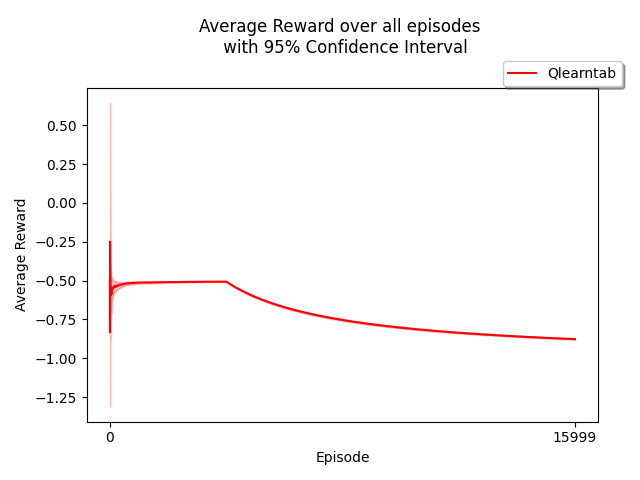 Average Reward over all episodes
with 95% Confidence Interval
Qlearntab
Average Reward
0.50
0.25
0.00
−0.25
−0.50
−0.75
−1.00
−1.25
0
15999
Episode